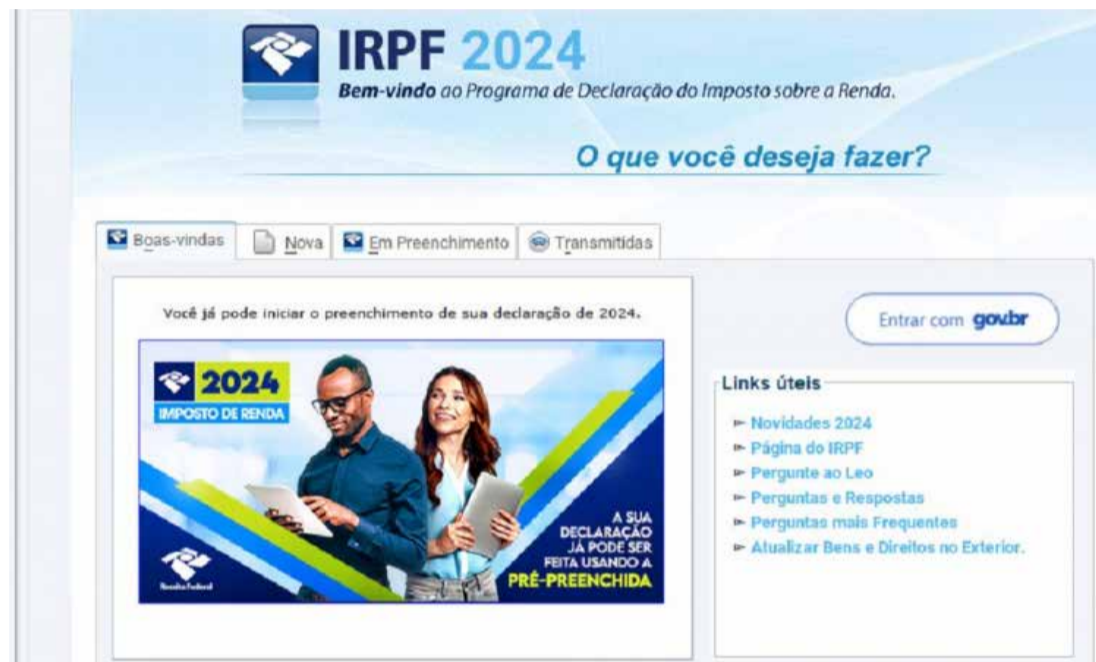 IRPF 2024
Bem-vindo ao Programa de Declaração do Imposto sobre a Renda.
O que você deseja fazer?
Boas-vindas
Nova
Em Preenchimento
Transmitidas
Você já pode iniciar o preenchimento de sua declaração de 2024.
2024
IMPOSTO DE RENDA
A SUA
DECLARAÇÃO
JÁ PODE SER
FEITA USANDO A
PRÉ-PREENCHIDA
Receita Federal
Entrar com gov.br
Links úteis
Novidades 2024
Página do IRPF
Pergunte ao Leo
Perguntas e Respostas
Perguntas mais Frequentes
Atualizar Bens e Direitos no Exterior.